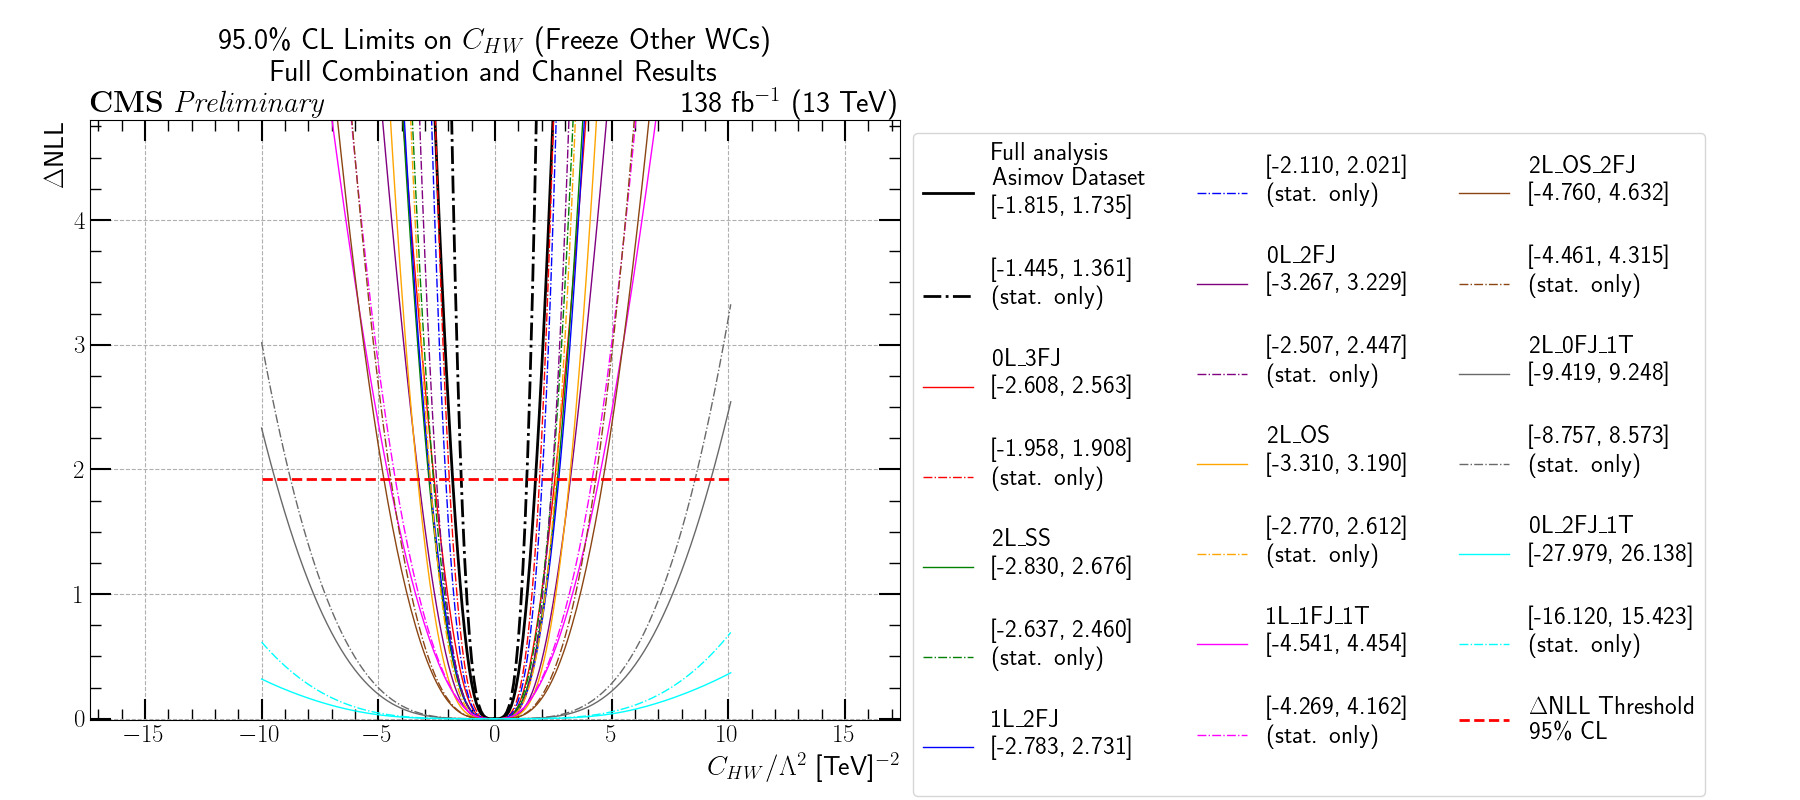 95.0% CL Limits on C_{HW} (Freeze Other WCs)
Full Combination and Channel Results
CMS Preliminary 138 fb⁻¹ (13 TeV)
ΔNLL
4
3
2
1
0
−15 −10 −5 0 5 10 15
C_{HW}/Λ² [TeV]⁻²
Full analysis
Asimov Dataset
[-1.815, 1.735]
[-1.445, 1.361]
(stat. only)
0L_3FJ
[-2.608, 2.563]
[-1.958, 1.908]
(stat. only)
2L_SS
[-2.830, 2.676]
[-2.637, 2.460]
(stat. only)
1L_2FJ
[-2.783, 2.731]
[-2.110, 2.021]
(stat. only)
0L_2FJ
[-3.267, 3.229]
[-2.507, 2.447]
(stat. only)
2L_OS
[-3.310, 3.190]
[-2.770, 2.612]
(stat. only)
1L_1FJ_1T
[-4.541, 4.454]
[-4.269, 4.162]
(stat. only)
2L_OS_2FJ
[-4.760, 4.632]
[-4.461, 4.315]
(stat. only)
2L_0FJ_1T
[-9.419, 9.248]
[-8.757, 8.573]
(stat. only)
0L_2FJ_1T
[-27.979, 26.138]
[-16.120, 15.423]
(stat. only)
ΔNLL Threshold
95% CL